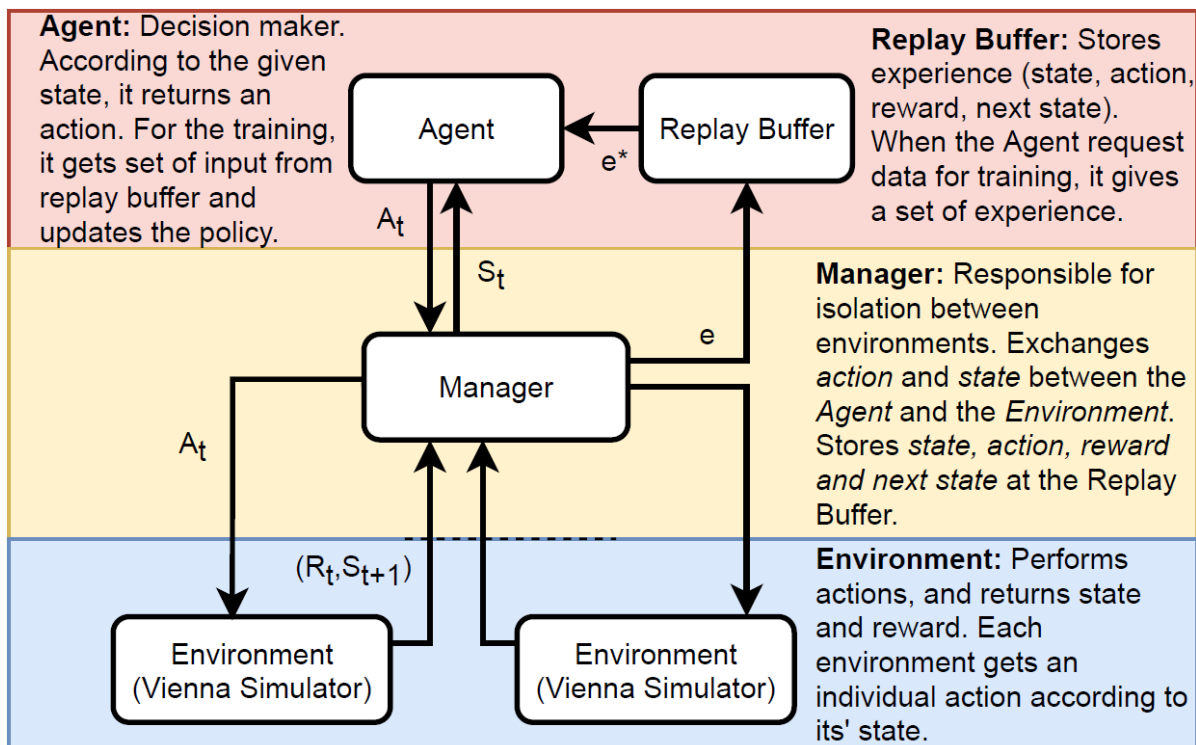 Agent: Decision maker.
According to the given
state, it returns an
action. For the training,
it gets set of input from
replay buffer and
updates the policy.
Agent
Replay Buffer
e*
Replay Buffer: Stores
experience (state, action,
reward, next state).
When the Agent request
data for training, it gives
a set of experience.
At
St
Manager
e
At
Manager: Responsible for
isolation between
environments. Exchanges
action and state between the
Agent and the Environment.
Stores state, action, reward
and next state at the Replay
Buffer.
(Rt,St+1)
Environment
(Vienna Simulator)
Environment
(Vienna Simulator)
Environment: Performs
actions, and returns state
and reward. Each
environment gets an
individual action according to
its' state.